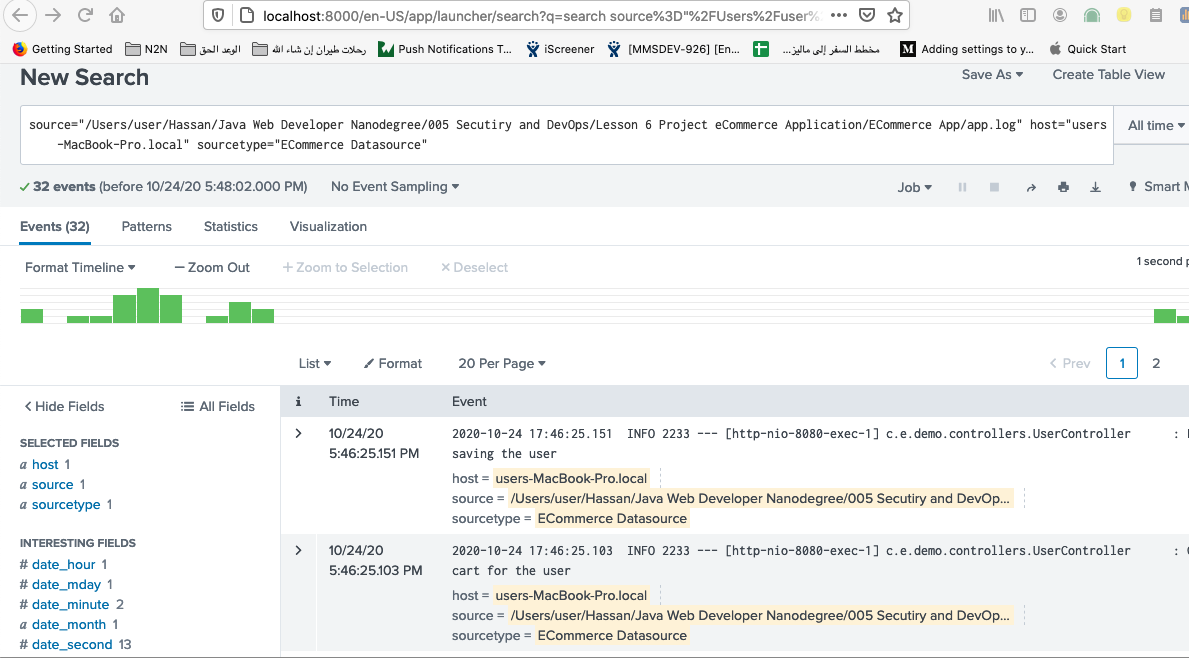 localhost:8000/en-US/app/launcher/search?q=search source%3D"%2FUsers%2Fuser%
Getting Started N2N الوعد الحق رحلات طيران إن شاء الله Push Notifications T... iScreener [MMSDEV-926] [En... مخطط السفر إلى ماليز... M Adding settings to y... Quick Start
New Search
Save As Create Table View
source="/Users/user/Hassan/Java Web Developer Nanodegree/005 Secutiry and DevOps/Lesson 6 Project eCommerce Application/ECommerce App/app.log" host="users
-MacBook-Pro.local" sourcetype="ECommerce Datasource"
All time
32 events (before 10/24/20 5:48:02.000 PM) No Event Sampling Job Smart M
Events (32) Patterns Statistics Visualization
Format Timeline — Zoom Out + Zoom to Selection × Deselect
1 second p
List Format 20 Per Page < Prev 1 2
< Hide Fields All Fields
i Time Event
SELECTED FIELDS
a host 1
a source 1
a sourcetype 1
INTERESTING FIELDS
# date_hour 1
# date_mday 1
# date_minute 2
a date_month 1
# date_second 13
> 10/24/20
5:46:25.151 PM
2020-10-24 17:46:25.151 INFO 2233 --- [http-nio-8080-exec-1] c.e.demo.controllers.UserController :
saving the user
host = users-MacBook-Pro.local
source = /Users/user/Hassan/Java Web Developer Nanodegree/005 Secutiry and DevOp...
sourcetype = ECommerce Datasource
> 10/24/20
5:46:25.103 PM
2020-10-24 17:46:25.103 INFO 2233 --- [http-nio-8080-exec-1] c.e.demo.controllers.UserController :
cart for the user
host = users-MacBook-Pro.local
source = /Users/user/Hassan/Java Web Developer Nanodegree/005 Secutiry and DevOp...
sourcetype = ECommerce Datasource